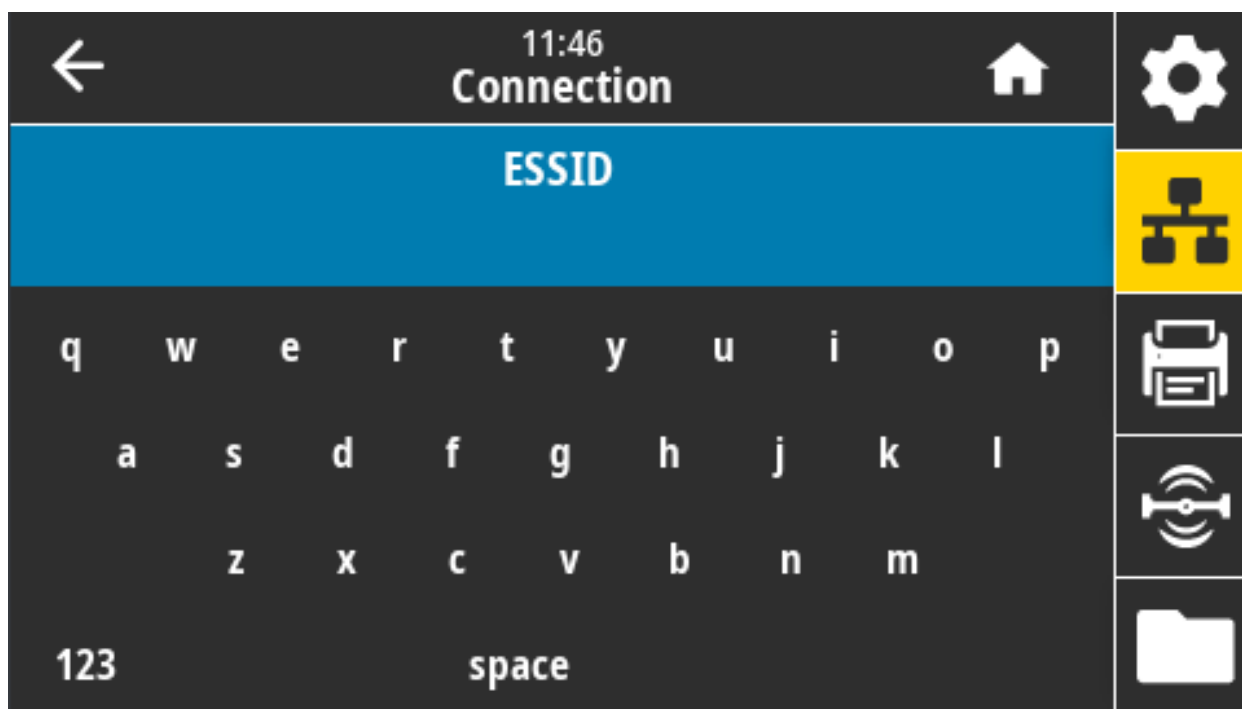 11:46
Connection
ESSID
q w e r t y u i o p
a s d f g h j k l
z x c v b n m
123 space